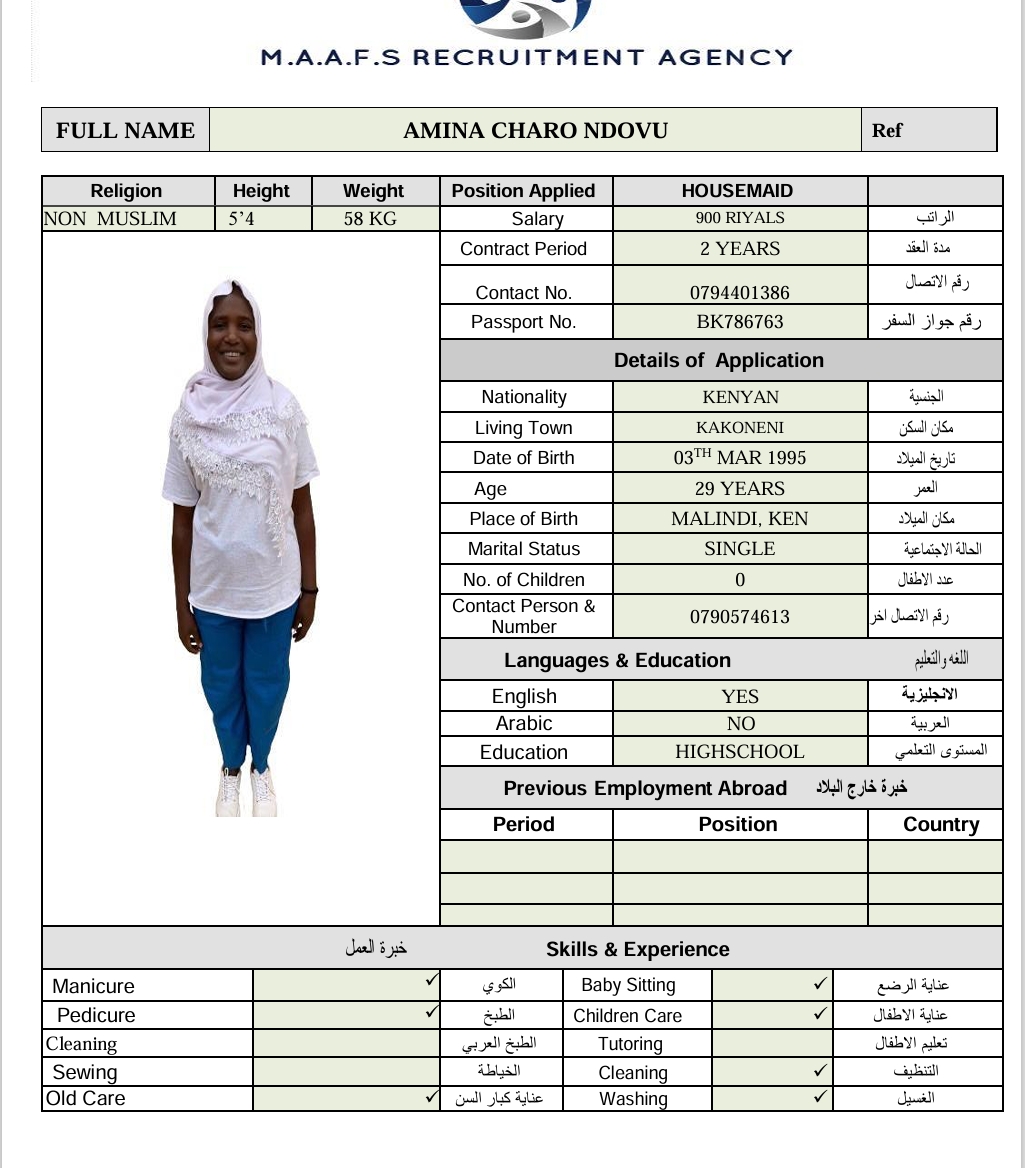 M.A.A.F.S RECRUITMENT AGENCY
FULL NAME AMINA CHARO NDOVU Ref
Religion Height Weight Position Applied HOUSEMAID
NON MUSLIM 5’4 58 KG Salary 900 RIYALS الراتب
Contract Period 2 YEARS مدة العقد
Contact No. 0794401386 رقم الاتصال
Passport No. BK786763 رقم جواز السفر
Details of Application
Nationality KENYAN الجنسية
Living Town KAKONENI مكان السكن
Date of Birth 03TH MAR 1995 تاريخ الميلاد
Age 29 YEARS العمر
Place of Birth MALINDI, KEN مكان الميلاد
Marital Status SINGLE الحالة الاجتماعية
No. of Children 0 عدد الاطفال
Contact Person &
Number 0790574613 رقم الاتصال اخر
Languages & Education اللغه والتعليم
English YES الانجليزية
Arabic NO العربية
Education HIGHSCHOOL المستوى التعلمي
Previous Employment Abroad خبرة خارج البلاد
Period Position Country
خبرة العمل Skills & Experience
Manicure ✓ الكوي Baby Sitting ✓ عناية الرضع
Pedicure ✓ الطبخ Children Care ✓ عناية الاطفال
Cleaning الطبخ العربي Tutoring تعليم الاطفال
Sewing الخياطة Cleaning ✓ التنظيف
Old Care ✓ عناية كبار السن Washing ✓ الغسيل